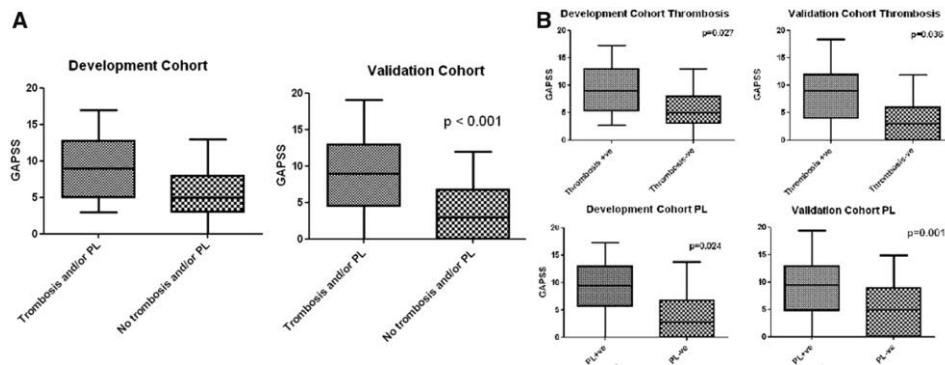 A
Development Cohort
GAPSS
20
15
10
5
0
Trombosis and/or PL
No trombosis and/or PL
Validation Cohort
p < 0.001
GAPSS
20
15
10
5
0
Trombosis and/or PL
No trombosis and/or PL
B
Development Cohort Thrombosis
p=0.027
GAPSS
20
15
10
5
0
Thrombosis +ve
Thrombosis-ve
Validation Cohort Thrombosis
p=0.036
20
15
10
5
0
Thrombosis +ve
Thrombosis-ve
Development Cohort PL
p=0.024
GAPSS
20
15
10
5
0
PL+ve
PL-ve
Validation Cohort PL
p=0.001
20
15
10
5
0
PL+ve
PL-ve